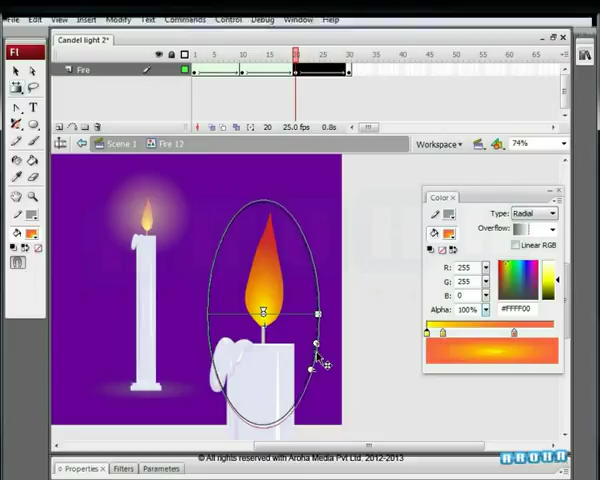 File Edit View Insert Modify Text Commands Control Debug Window Help
Fl
Candel light 2*
1 5 10 15 20 25 30 35 40 45 50 55 60 65
Fire
20 25.0 fps 0.8s
Scene 1 Fire 12 Workspace 74%
Color
Type: Radial
Overflow:
Linear RGB
R: 255
G: 255
B: 0
Alpha: 100% #FFFF00
© All rights reserved with Aroha Media Pvt Ltd, 2012-2013
AROHA
Properties Filters Parameters